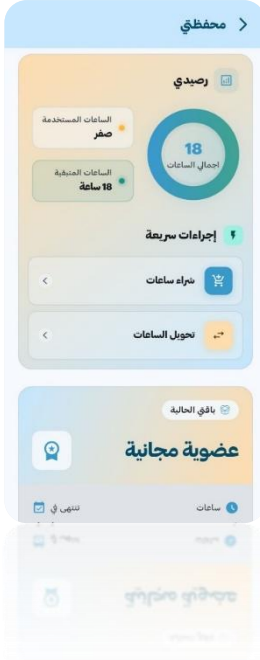 محفظتي
رصيدي
الساعات المستخدمة
صفر
18
اجمالي الساعات
الساعات المتبقية
18 ساعة
إجراءات سريعة
شراء ساعات
تحويل الساعات
باقتي الحالية
عضوية مجانية
ساعات
تنتهي في